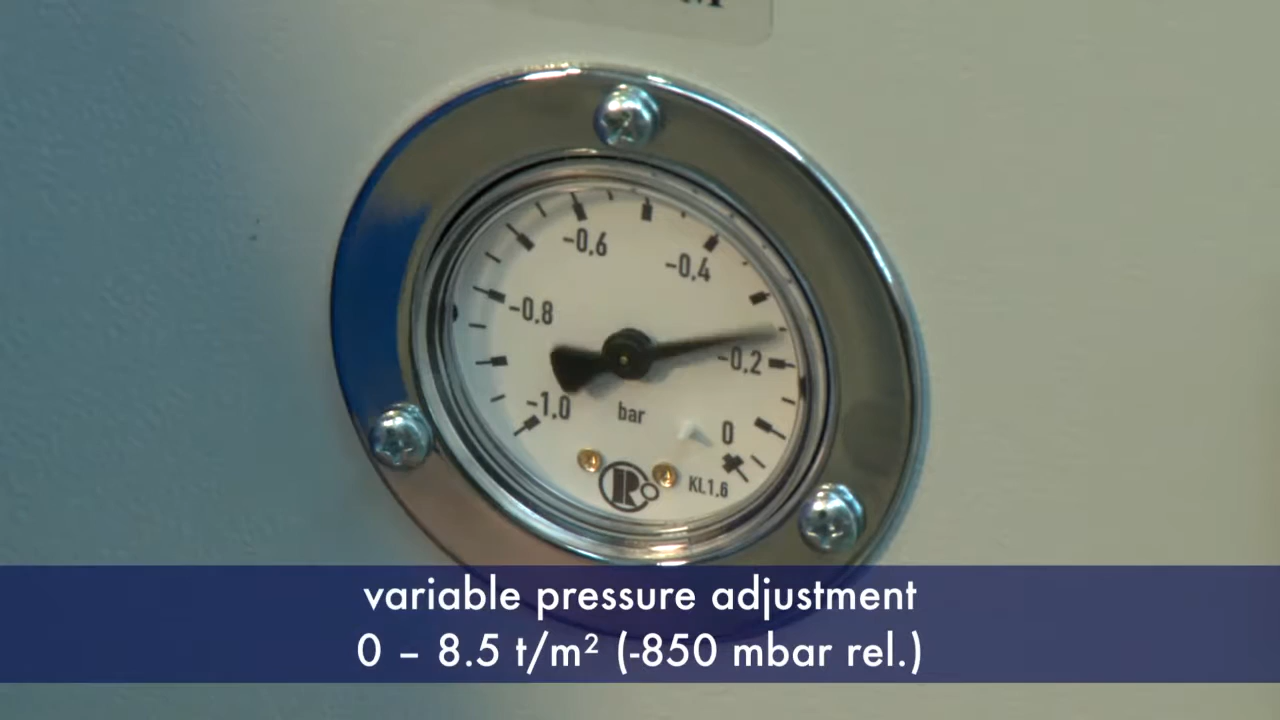 -0.6
-0.4
-0.8
-0.2
-1.0
bar
0
KL1.6
R
variable pressure adjustment
0 – 8.5 t/m² (-850 mbar rel.)